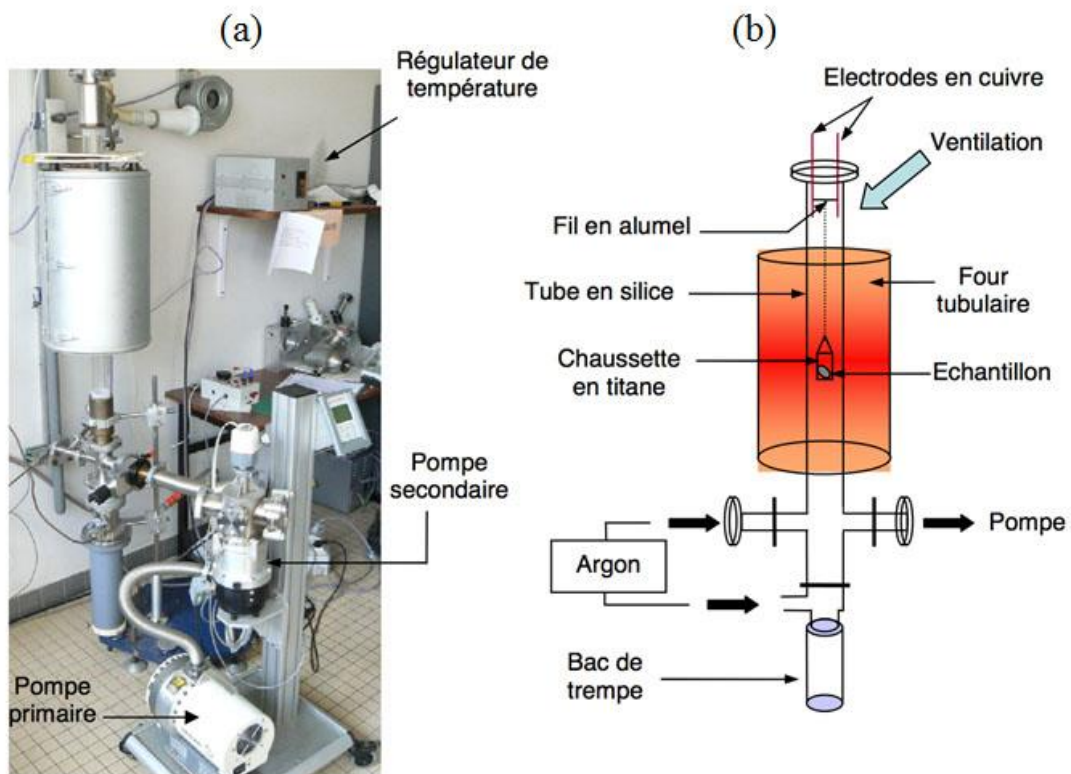 (a)
Régulateur de
température
Pompe
secondaire
Pompe
primaire
(b)
Electrodes en cuivre
Ventilation
Fil en alumel
Four
tubulaire
Tube en silice
Chaussette
en titane
Echantillon
Pompe
Argon
Bac de
trempe